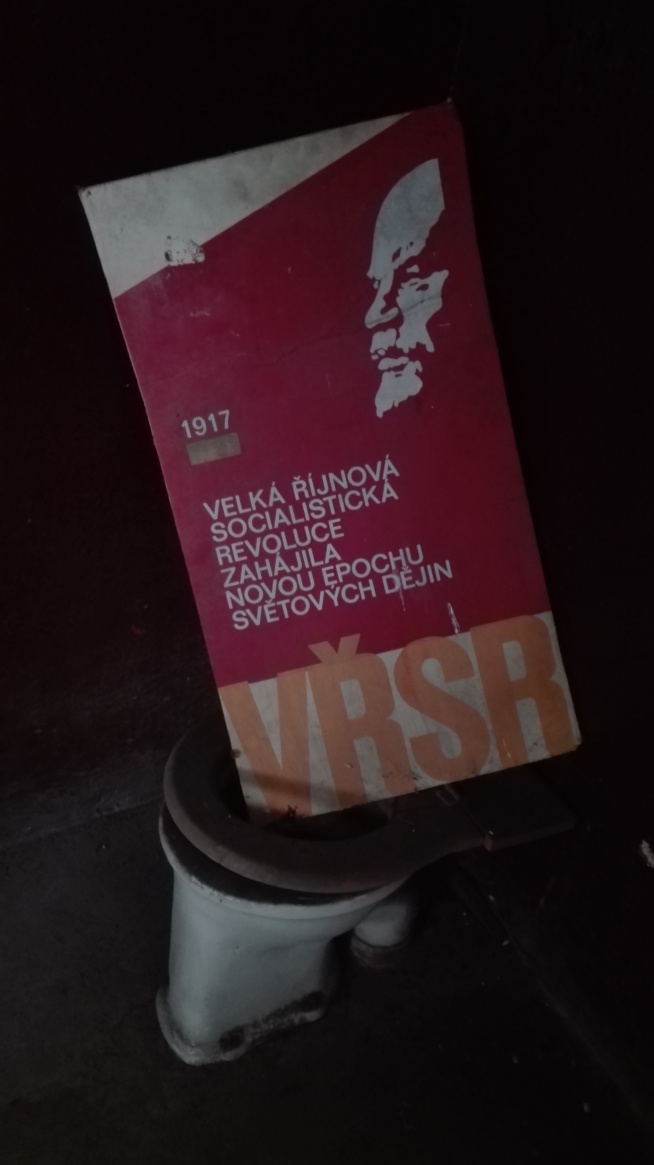 1917
VELKÁ ŘÍJNOVÁ
SOCIALISTICKÁ
REVOLUCE
ZAHÁJILA
NOVOU EPOCHU
SVĚTOVÝCH DĚJIN
VŘSR